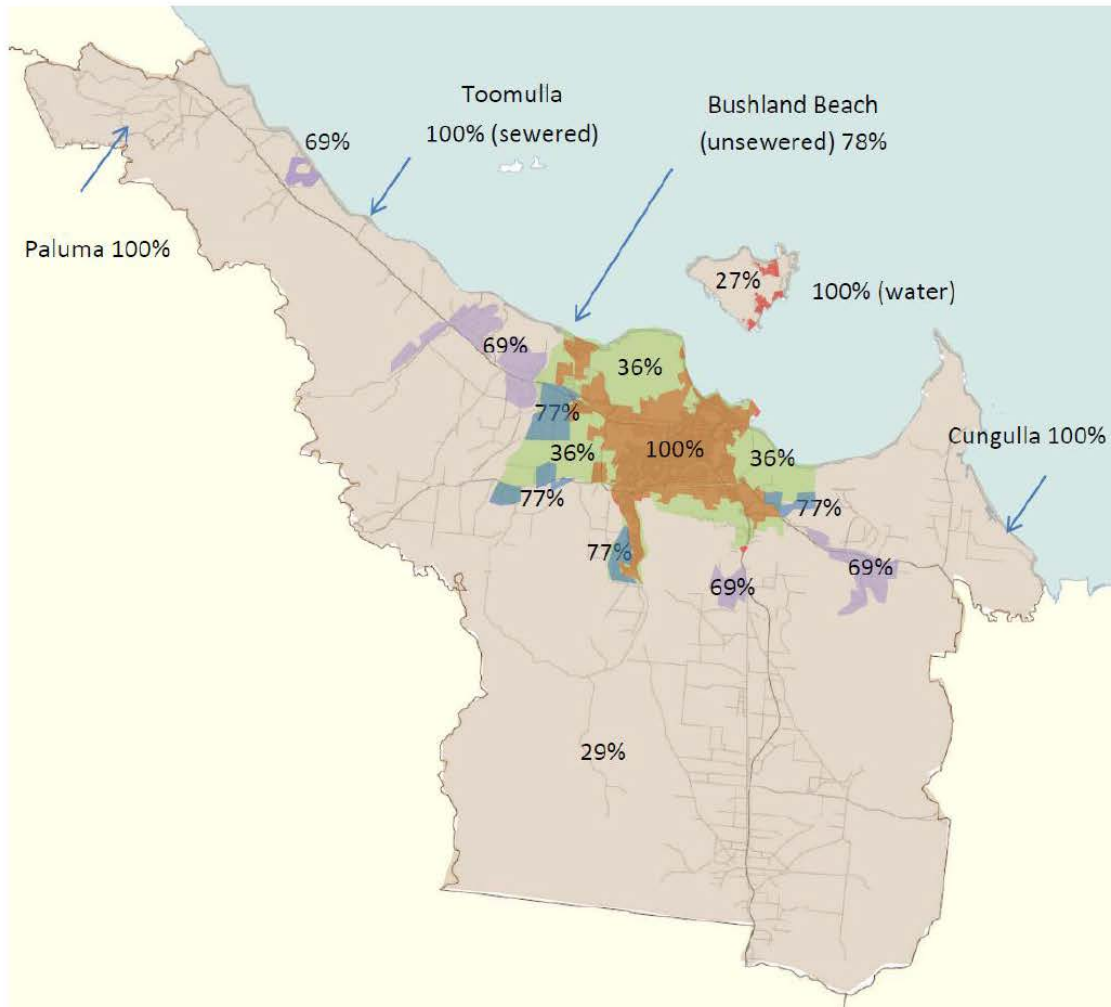 Toomulla
100% (sewered)
Bushland Beach
(unsewered) 78%
69%
Paluma 100%
27%
100% (water)
69%
36%
77%
36%
100%
36%
Cungulla 100%
77%
77%
77%
69%
69%
29%